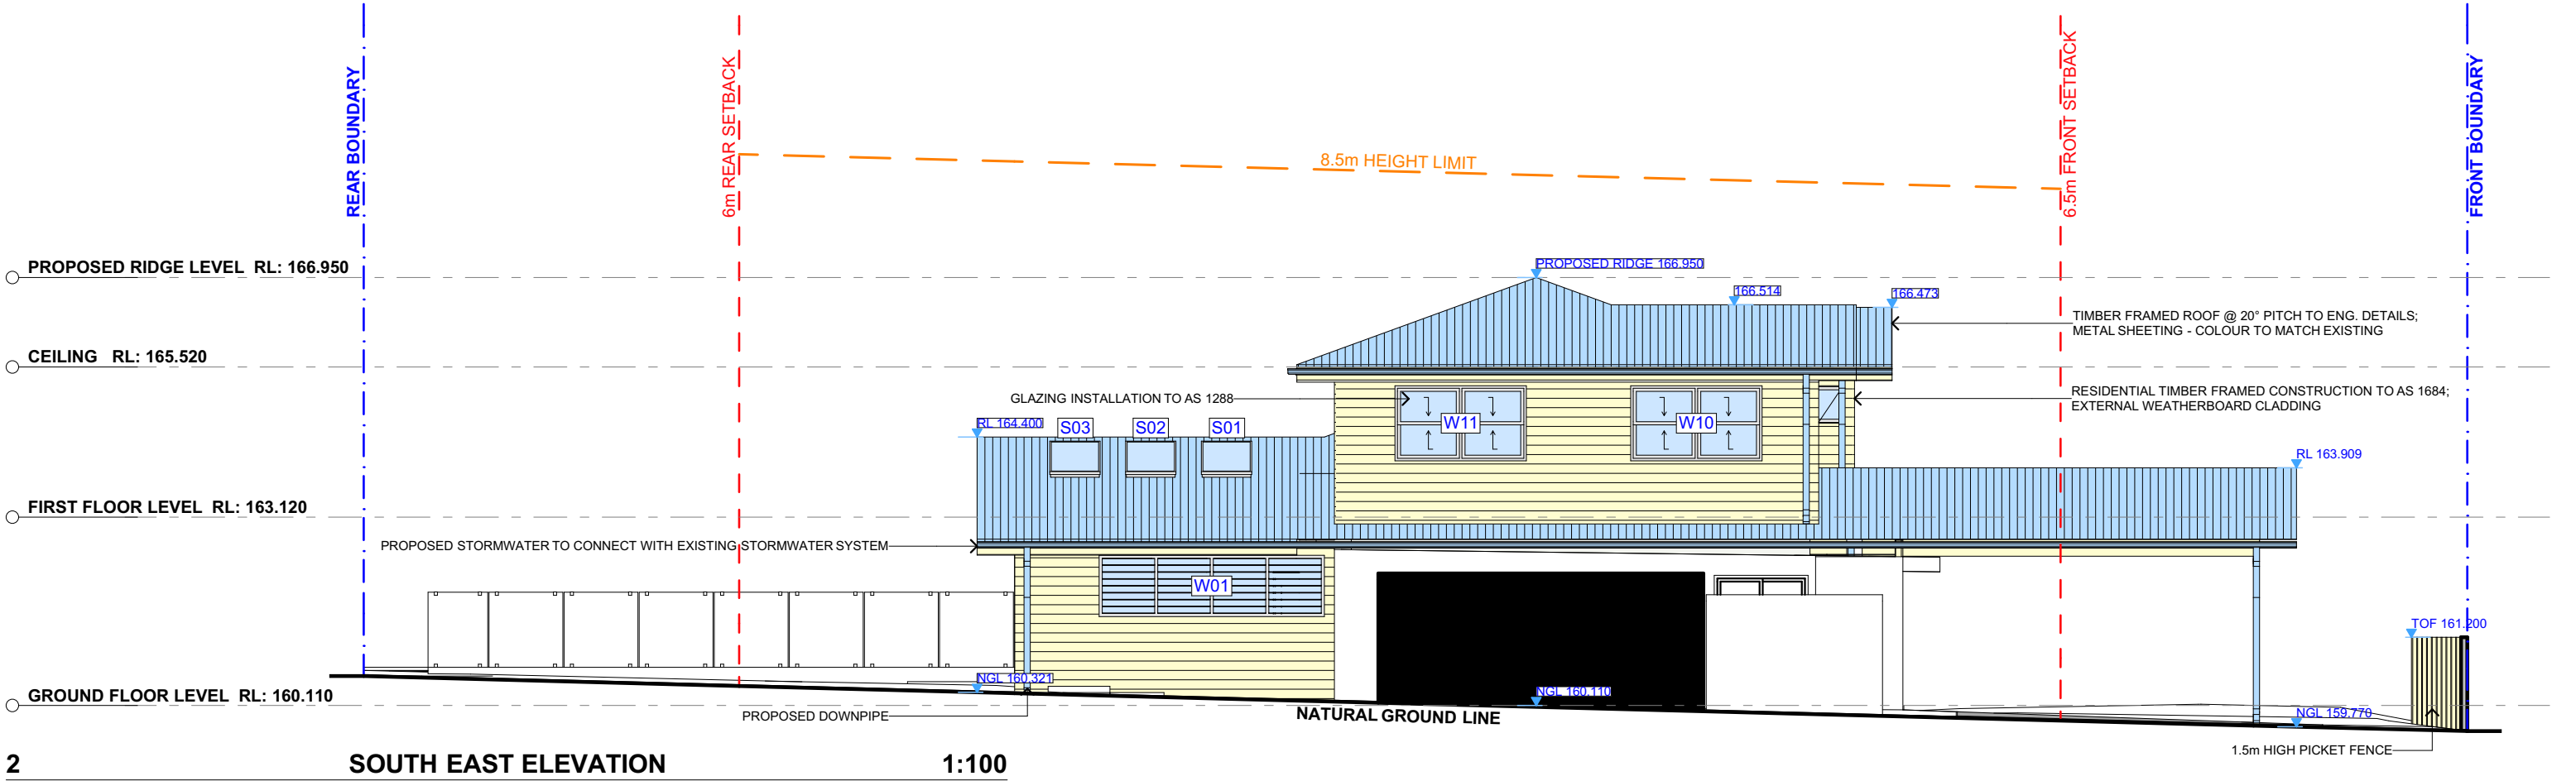 REAR BOUNDARY
6m REAR SETBACK
8.5m HEIGHT LIMIT
6.5m FRONT SETBACK
FRONT BOUNDARY
PROPOSED RIDGE LEVEL RL: 166.950
PROPOSED RIDGE 166.950
166.514
166.473
TIMBER FRAMED ROOF @ 20° PITCH TO ENG. DETAILS;
METAL SHEETING - COLOUR TO MATCH EXISTING
CEILING RL: 165.520
GLAZING INSTALLATION TO AS 1288
RESIDENTIAL TIMBER FRAMED CONSTRUCTION TO AS 1684;
EXTERNAL WEATHERBOARD CLADDING
RL 164.400
S03
S02
S01
W11
W10
RL 163.909
FIRST FLOOR LEVEL RL: 163.120
PROPOSED STORMWATER TO CONNECT WITH EXISTING STORMWATER SYSTEM
W01
TOF 161.200
NGL 160.321
GROUND FLOOR LEVEL RL: 160.110
NGL 160.110
PROPOSED DOWNPIPE
NATURAL GROUND LINE
NGL 159.770
1.5m HIGH PICKET FENCE
2 SOUTH EAST ELEVATION 1:100